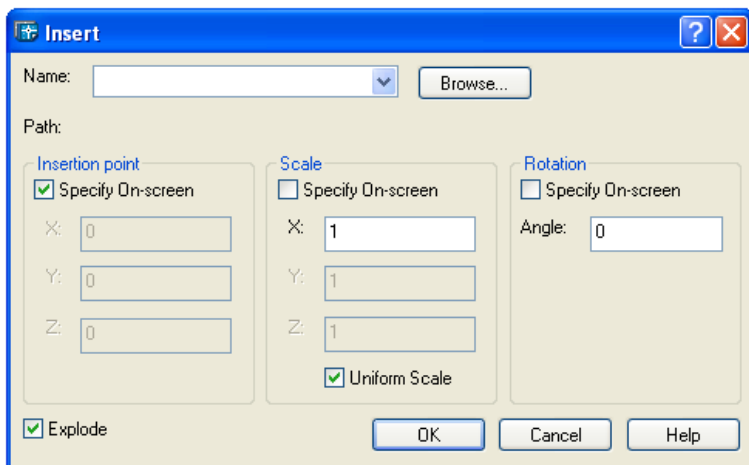 Insert
Name:
Browse...
Path:
Insertion point
Specify On-screen
X: 0
Y: 0
Z: 0
Scale
Specify On-screen
X: 1
Y: 1
Z: 1
Uniform Scale
Rotation
Specify On-screen
Angle: 0
Explode
OK
Cancel
Help